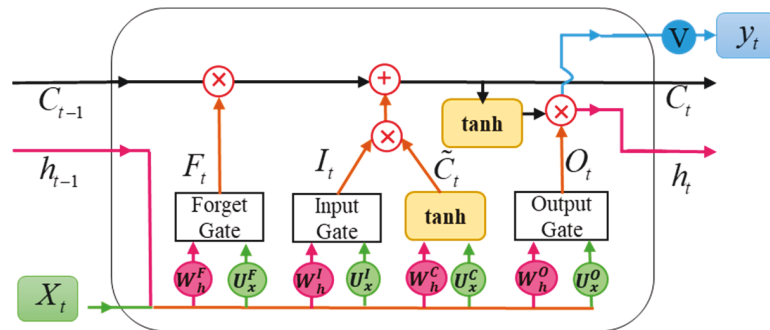 V
y_t
×
+
C_{t-1}
C_t
tanh
×
×
h_{t-1}
F_t
I_t
C̃_t
O_t
h_t
Forget
Gate
Input
Gate
tanh
Output
Gate
X_t
W_h^F
U_x^F
W_h^I
U_x^I
W_h^C
U_x^C
W_h^O
U_x^O